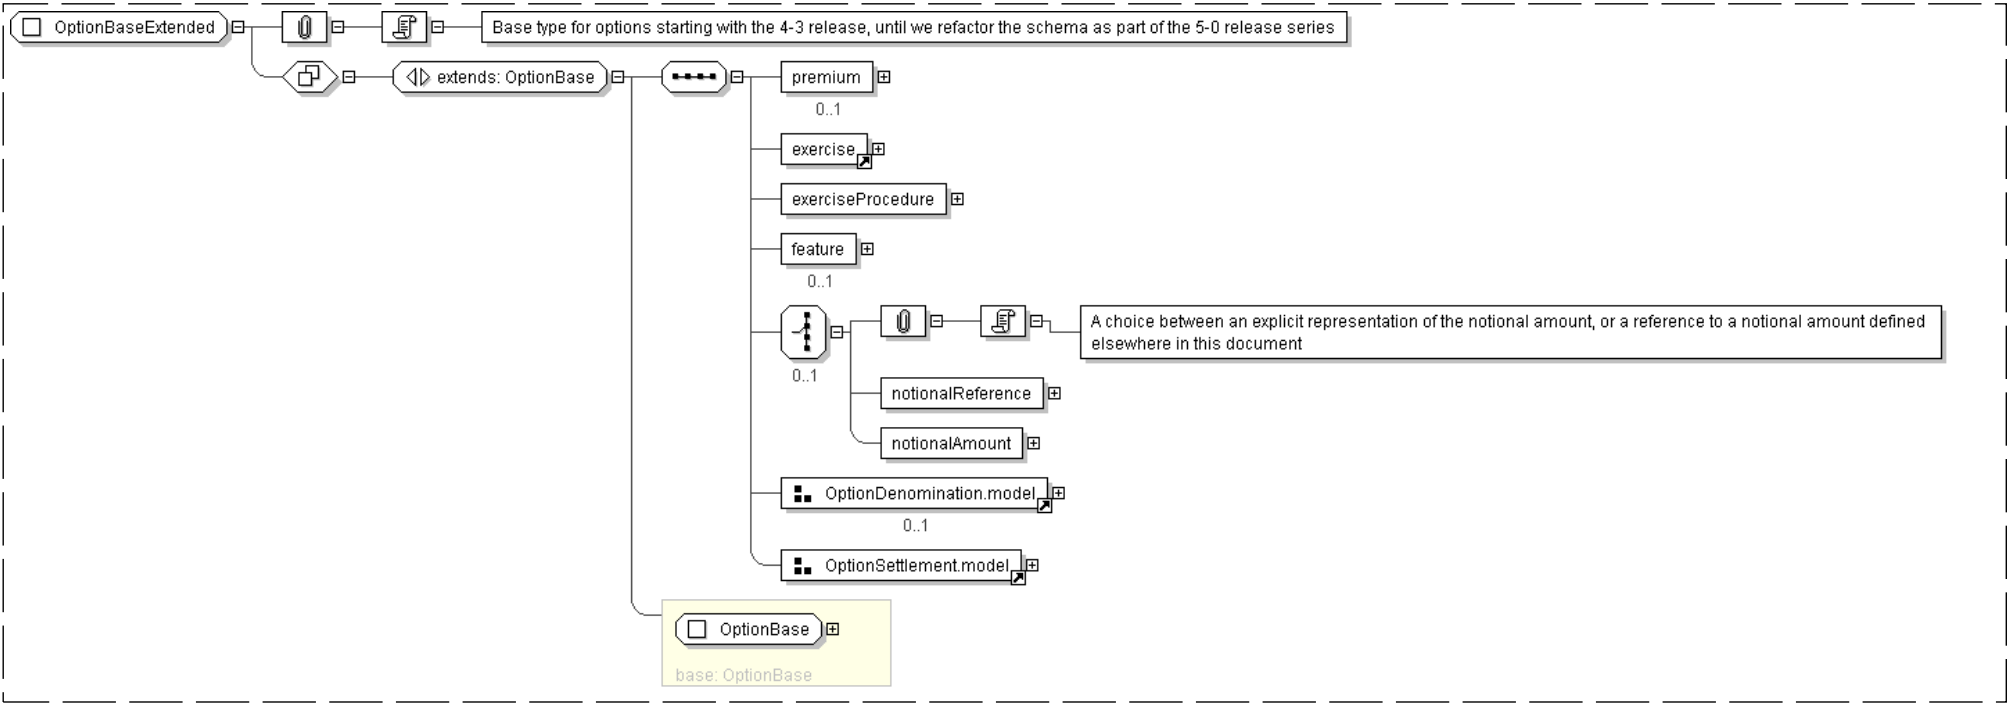 OptionBaseExtended
Base type for options starting with the 4-3 release, until we refactor the schema as part of the 5-0 release series
extends: OptionBase
premium
0..1
exercise
exerciseProcedure
feature
0..1
0..1
A choice between an explicit representation of the notional amount, or a reference to a notional amount defined
elsewhere in this document
notionalReference
notionalAmount
OptionDenomination.model
0..1
OptionSettlement.model
OptionBase
base: OptionBase